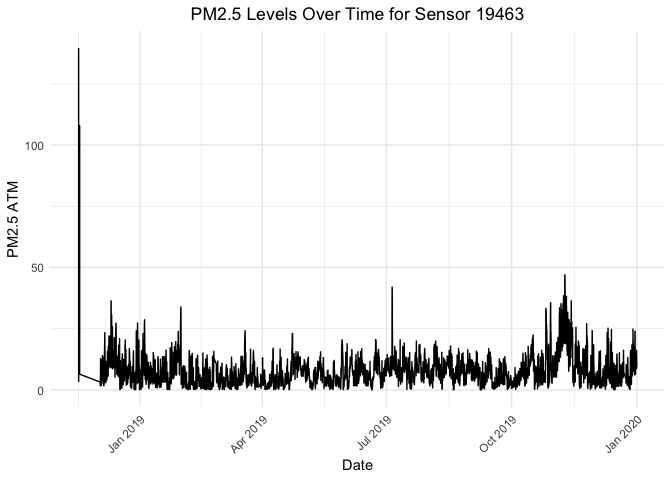 PM2.5 Levels Over Time for Sensor 19463
PM2.5 ATM
100
50
0
Jan 2019
Apr 2019
Jul 2019
Oct 2019
Jan 2020
Date